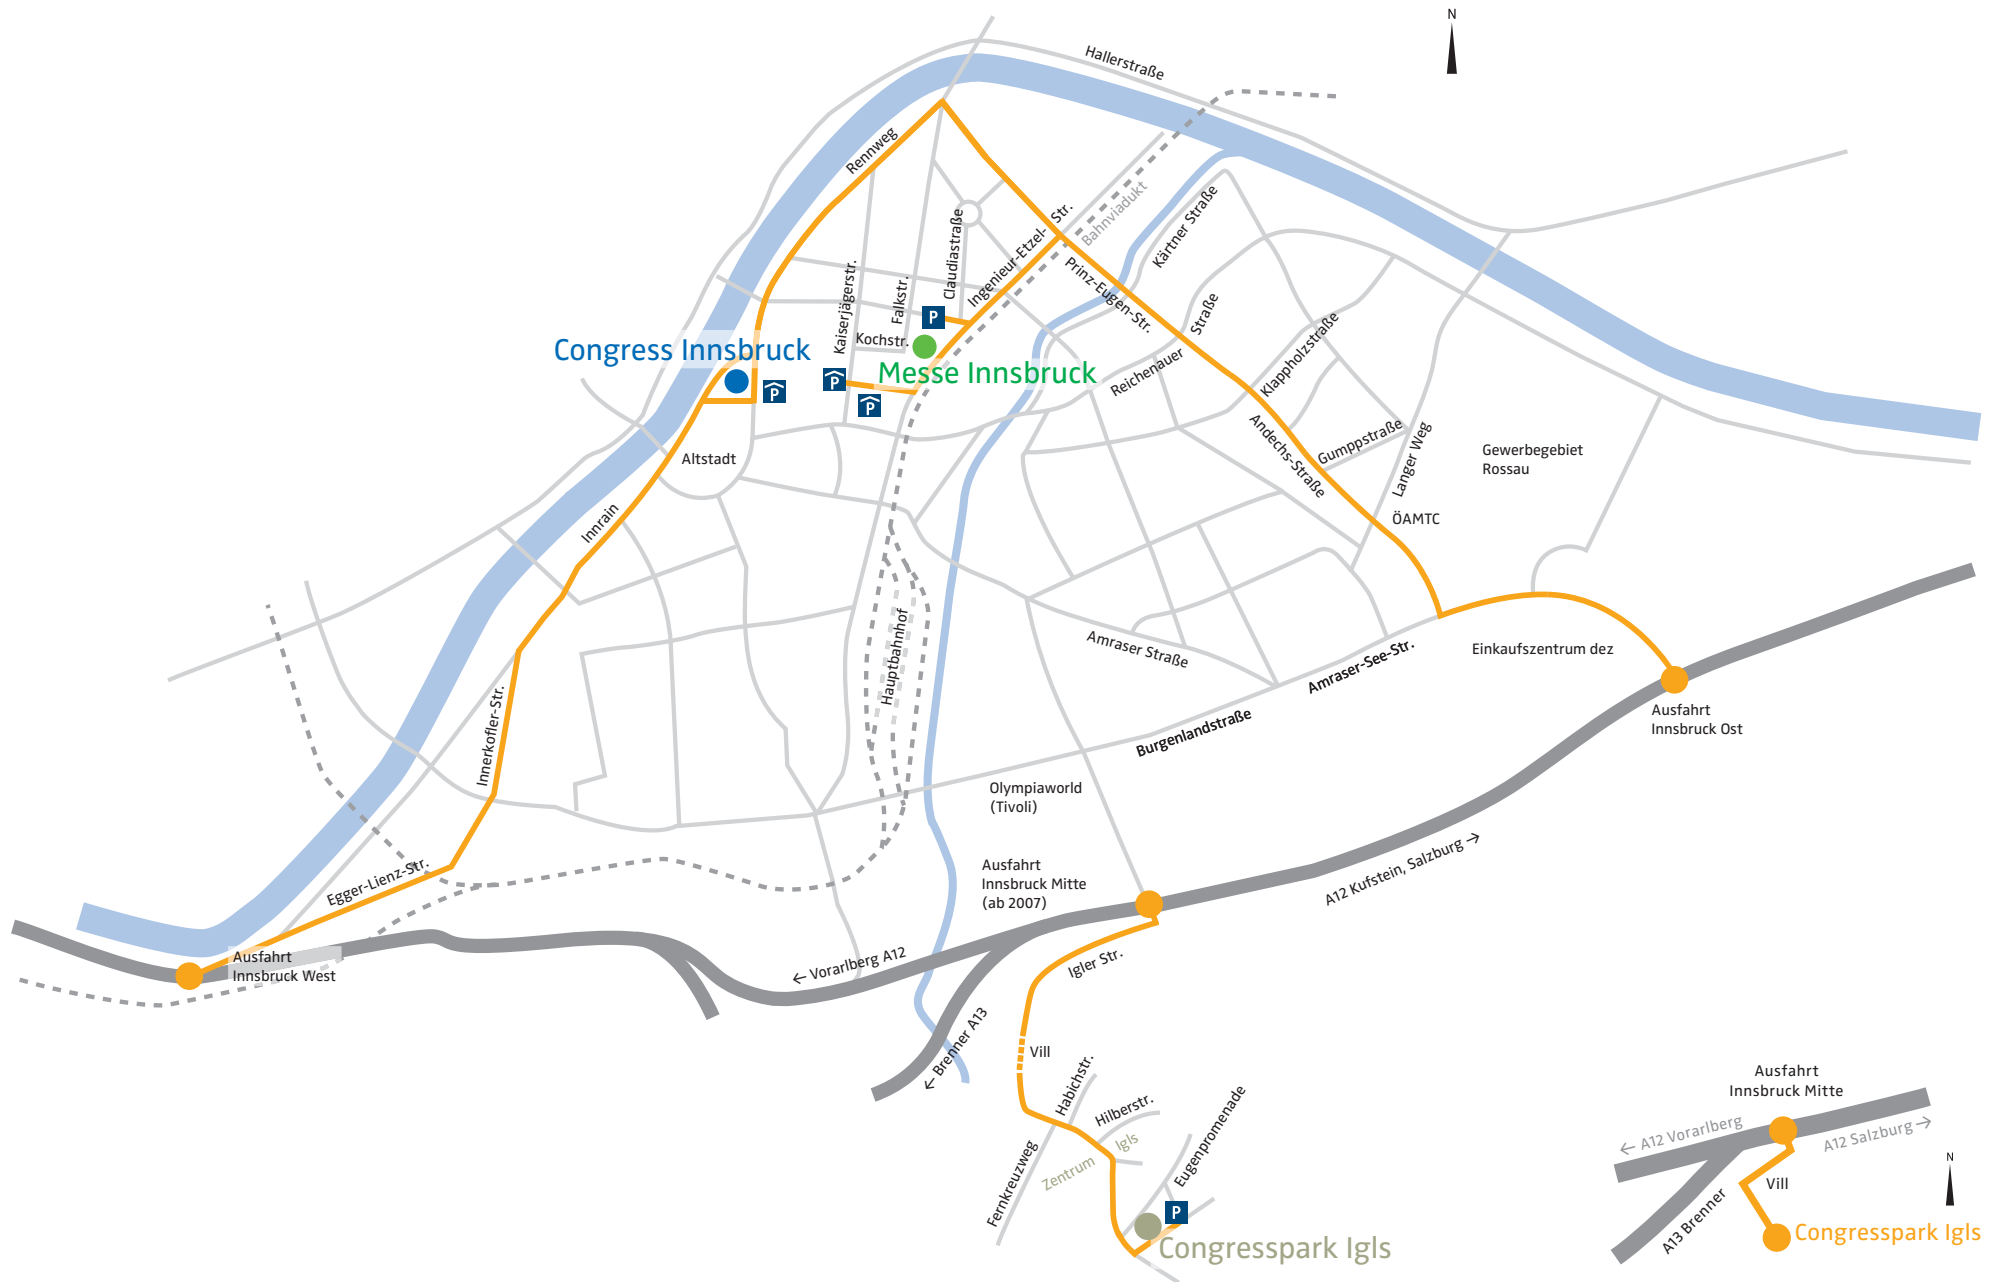 N
Hallerstraße
Rennweg
Bahnviadukt
Kärtner Straße
Claudiastraße
Ingenieur-Etzel-
Str.
Prinz-Eugen-Str.
Kaiserjägerstr.
Falkstr.
Reichenauer
Straße
Klappholzstraße
P
Kochstr.
Congress Innsbruck
Messe Innsbruck
P
P
P
Altstadt
Andechs-Straße
Gumppstraße
Langer Weg
Gewerbegebiet
Rossau
Innrain
ÖAMTC
Hauptbahnhof
Amraser Straße
Amraser-See-Str.
Einkaufszentrum dez
Burgenlandstraße
Innerkofler-Str.
Ausfahrt
Innsbruck Ost
Olympiaworld
(Tivoli)
Egger-Lienz-Str.
Ausfahrt
Innsbruck Mitte
(ab 2007)
A12 Kufstein, Salzburg →
Ausfahrt
Innsbruck West
← Vorarlberg A12
Igler Str.
← Brenner A13
Vill
Habichstr.
Hilberstr.
Igls
Zentrum
Fernkreuzweg
Eugenpromenade
P
Congresspark Igls
Ausfahrt
Innsbruck Mitte
← A12 Vorarlberg
A12 Salzburg →
N
Vill
A13 Brenner
Congresspark Igls